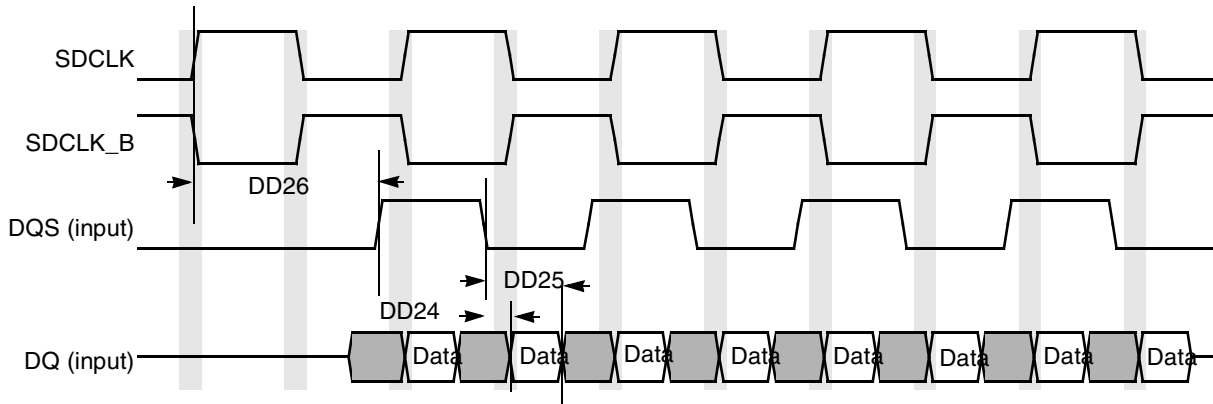 SDCLK
SDCLK_B
DD26
DQS (input)
DD25
DD24
DQ (input) Data Data Data Data Data Data Data Data